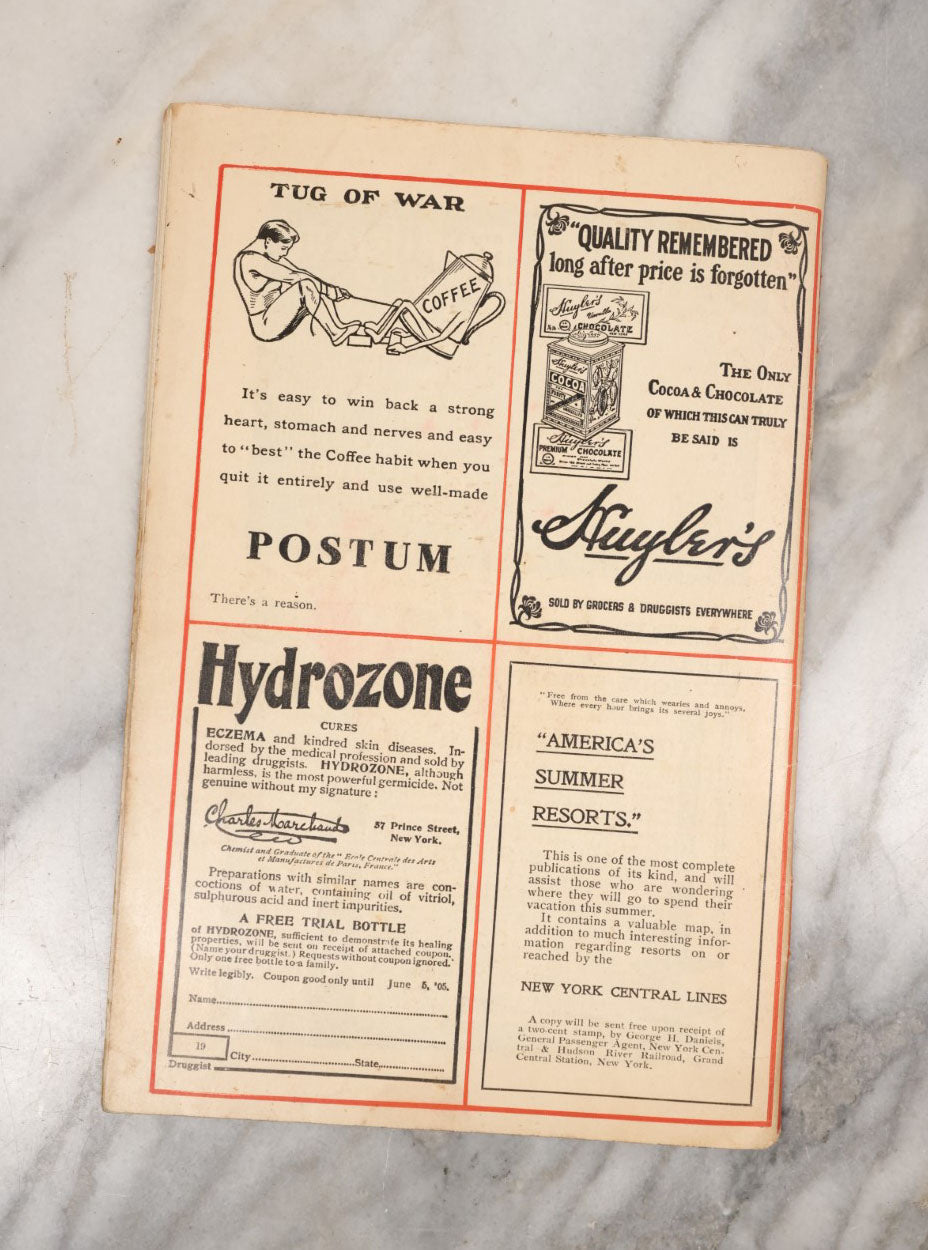 TUG OF WAR
COFFEE
It's easy to win back a strong
heart, stomach and nerves and easy
to "best" the Coffee habit when you
quit it entirely and use well-made
POSTUM
There's a reason.
"QUALITY REMEMBERED
long after price is forgotten"
Huyler's
Vanilla
CHOCOLATE
Huyler's
COCOA
Huyler's
PREMIUM CHOCOLATE
THE ONLY
COCOA & CHOCOLATE
OF WHICH THIS CAN TRULY
BE SAID IS
Huyler's
SOLD BY GROCERS & DRUGGISTS EVERYWHERE
Hydrozone
CURES
ECZEMA and kindred skin diseases. In-
dorsed by the medical profession and sold by
leading druggists. HYDROZONE, although
harmless, is the most powerful germicide. Not
genuine without my signature:
Charles Marchand
57 Prince Street,
New York.
Chemist and Graduate of the "Ecole Centrale des Arts
et Manufactures de Paris, France."
Preparations with similar names are con-
coctions of water, containing oil of vitriol,
sulphurous acid and inert impurities.
A FREE TRIAL BOTTLE
of HYDROZONE, sufficient to demonstrate its healing
properties, will be sent on receipt of attached coupon.
(Name your druggist.) Requests without coupon ignored.
Only one free bottle to a family.
Write legibly. Coupon good only until June 5, '05.
Name
Address
19
City State
Druggist
"Free from the care which wearies and annoys,
Where every hour brings its several joys."
"AMERICA'S
SUMMER
RESORTS."
This is one of the most complete
publications of its kind, and will
assist those who are wondering
where they will go to spend their
vacation this summer.
It contains a valuable map, in
addition to much interesting infor-
mation regarding resorts on or
reached by the
NEW YORK CENTRAL LINES
A copy will be sent free upon receipt of
a two-cent stamp, by George H. Daniels,
General Passenger Agent, New York Cen-
tral & Hudson River Railroad, Grand
Central Station, New York.